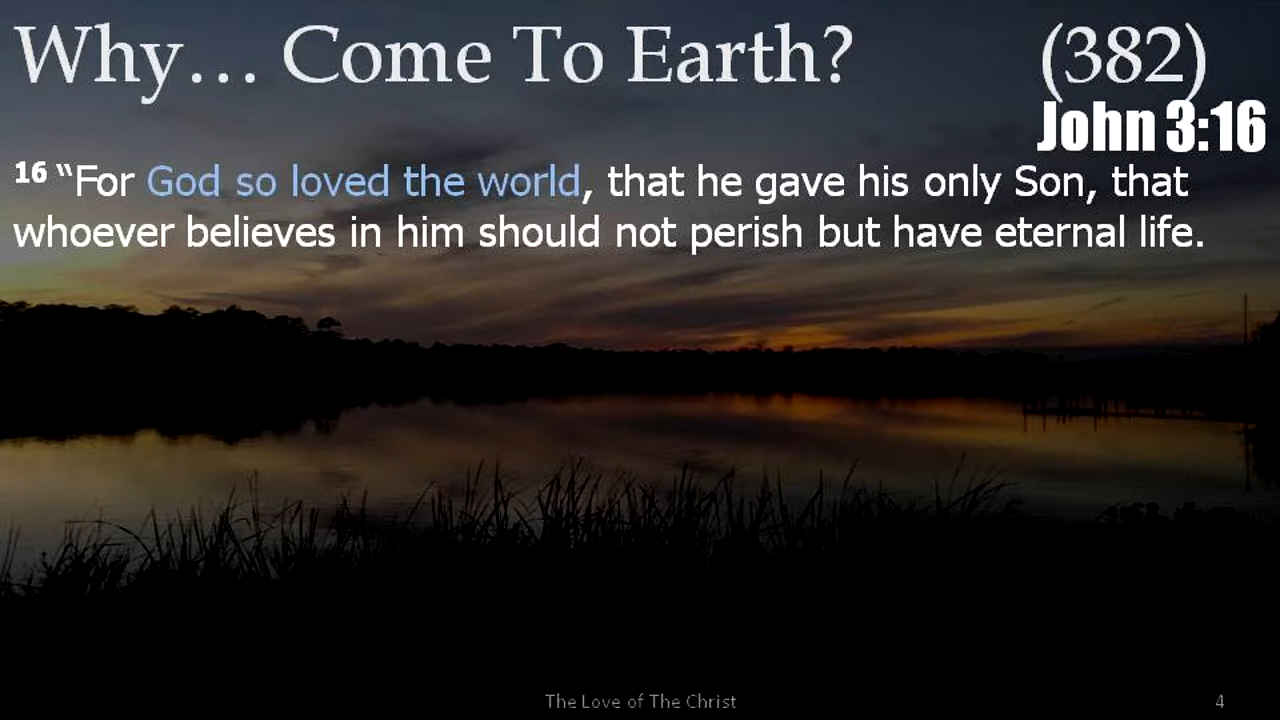 Why… Come To Earth? (382)
John 3:16
16 “For God so loved the world, that he gave his only Son, that
whoever believes in him should not perish but have eternal life.
The Love of The Christ 4